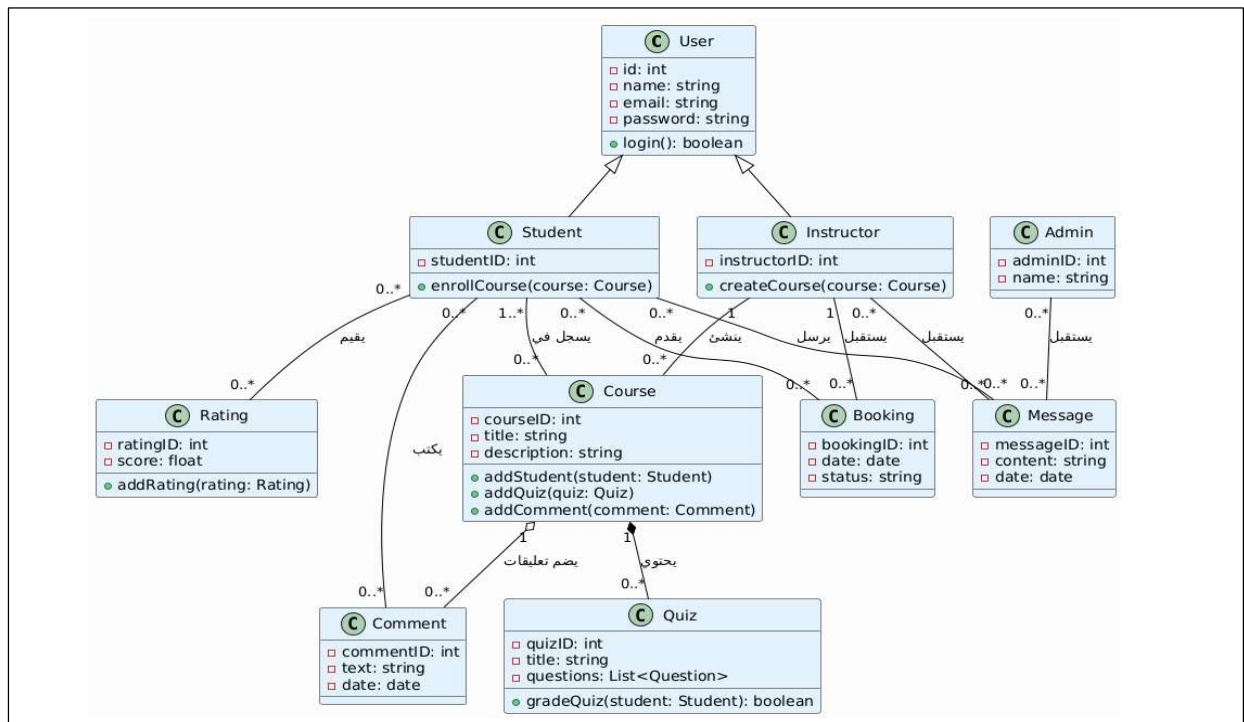 C User
id: int
name: string
email: string
password: string
login(): boolean
C Student
studentID: int
enrollCourse(course: Course)
C Instructor
instructorID: int
createCourse(course: Course)
C Admin
adminID: int
name: string
0..* 0..* 1..* 0..* 0..* 1 1 0..* 0..*
يقيم يسجل في يقدم ينشئ يرسل يستقبل يستقبل يستقبل
0..* 0..* 0..* 0..* 0..* 0..* 0..* 0..*
C Rating
ratingID: int
score: float
addRating(rating: Rating)
يكتب
C Course
courseID: int
title: string
description: string
addStudent(student: Student)
addQuiz(quiz: Quiz)
addComment(comment: Comment)
C Booking
bookingID: int
date: date
status: string
C Message
messageID: int
content: string
date: date
1 1
يضم تعليقات يحتوي
0..* 0..* 0..*
C Comment
commentID: int
text: string
date: date
C Quiz
quizID: int
title: string
questions: List<Question>
gradeQuiz(student: Student): boolean